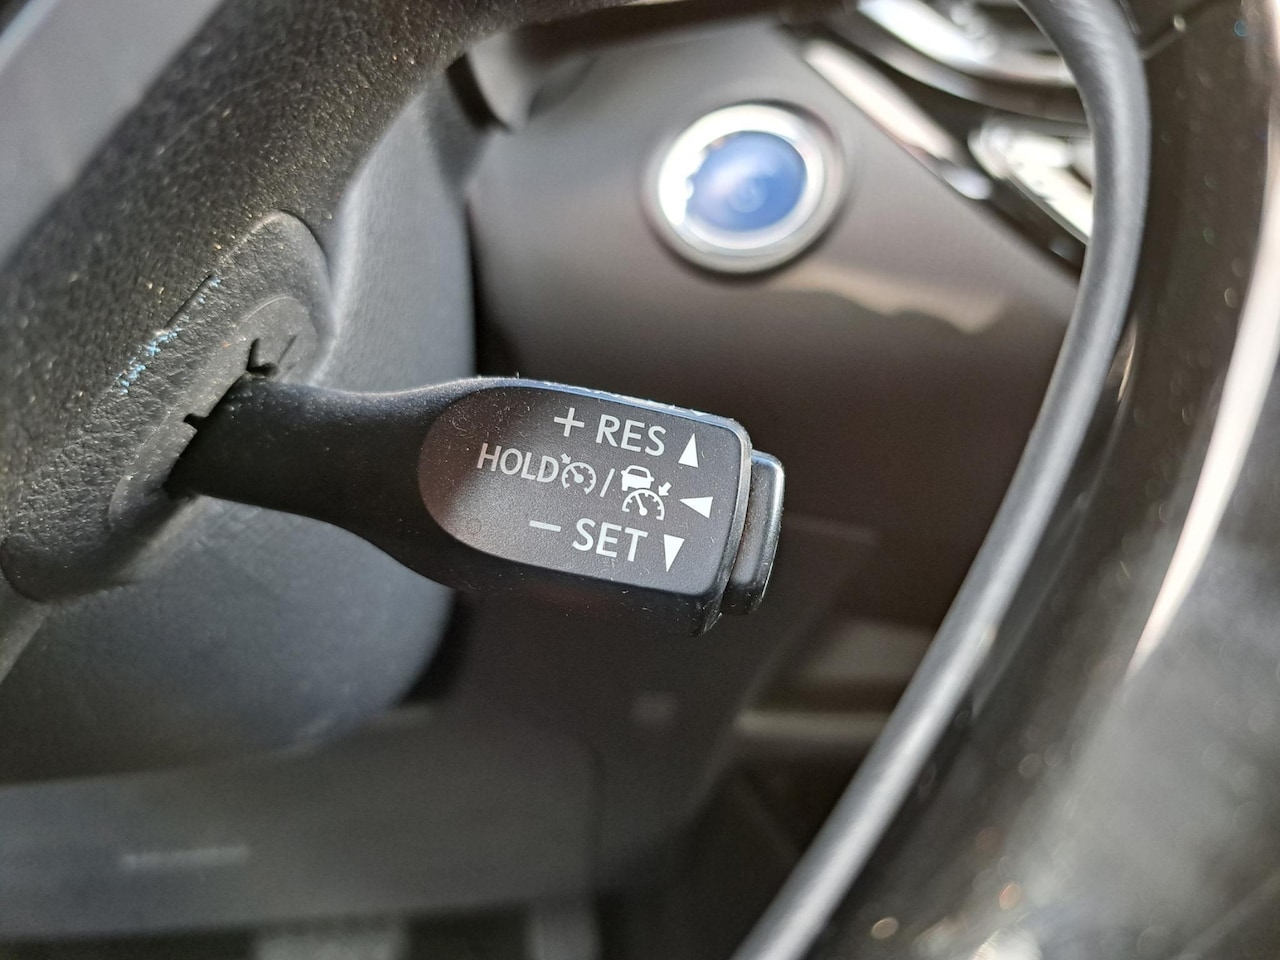 + RES
HOLD /
− SET